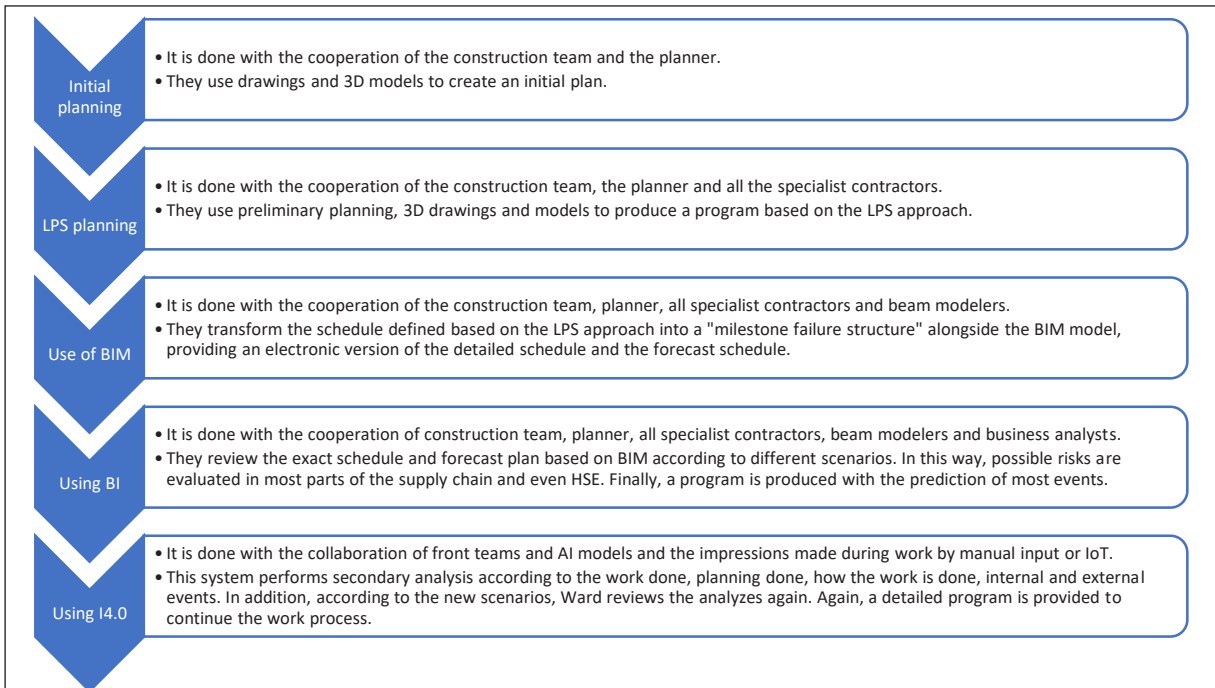 Initial
planning
• It is done with the cooperation of the construction team and the planner.
• They use drawings and 3D models to create an initial plan.
LPS planning
• It is done with the cooperation of the construction team, the planner and all the specialist contractors.
• They use preliminary planning, 3D drawings and models to produce a program based on the LPS approach.
Use of BIM
• It is done with the cooperation of the construction team, planner, all specialist contractors and beam modelers.
• They transform the schedule defined based on the LPS approach into a "milestone failure structure" alongside the BIM model,
providing an electronic version of the detailed schedule and the forecast schedule.
Using BI
• It is done with the cooperation of construction team, planner, all specialist contractors, beam modelers and business analysts.
• They review the exact schedule and forecast plan based on BIM according to different scenarios. In this way, possible risks are
evaluated in most parts of the supply chain and even HSE. Finally, a program is produced with the prediction of most events.
Using I4.0
• It is done with the collaboration of front teams and AI models and the impressions made during work by manual input or IoT.
• This system performs secondary analysis according to the work done, planning done, how the work is done, internal and external
events. In addition, according to the new scenarios, Ward reviews the analyzes again. Again, a detailed program is provided to
continue the work process.